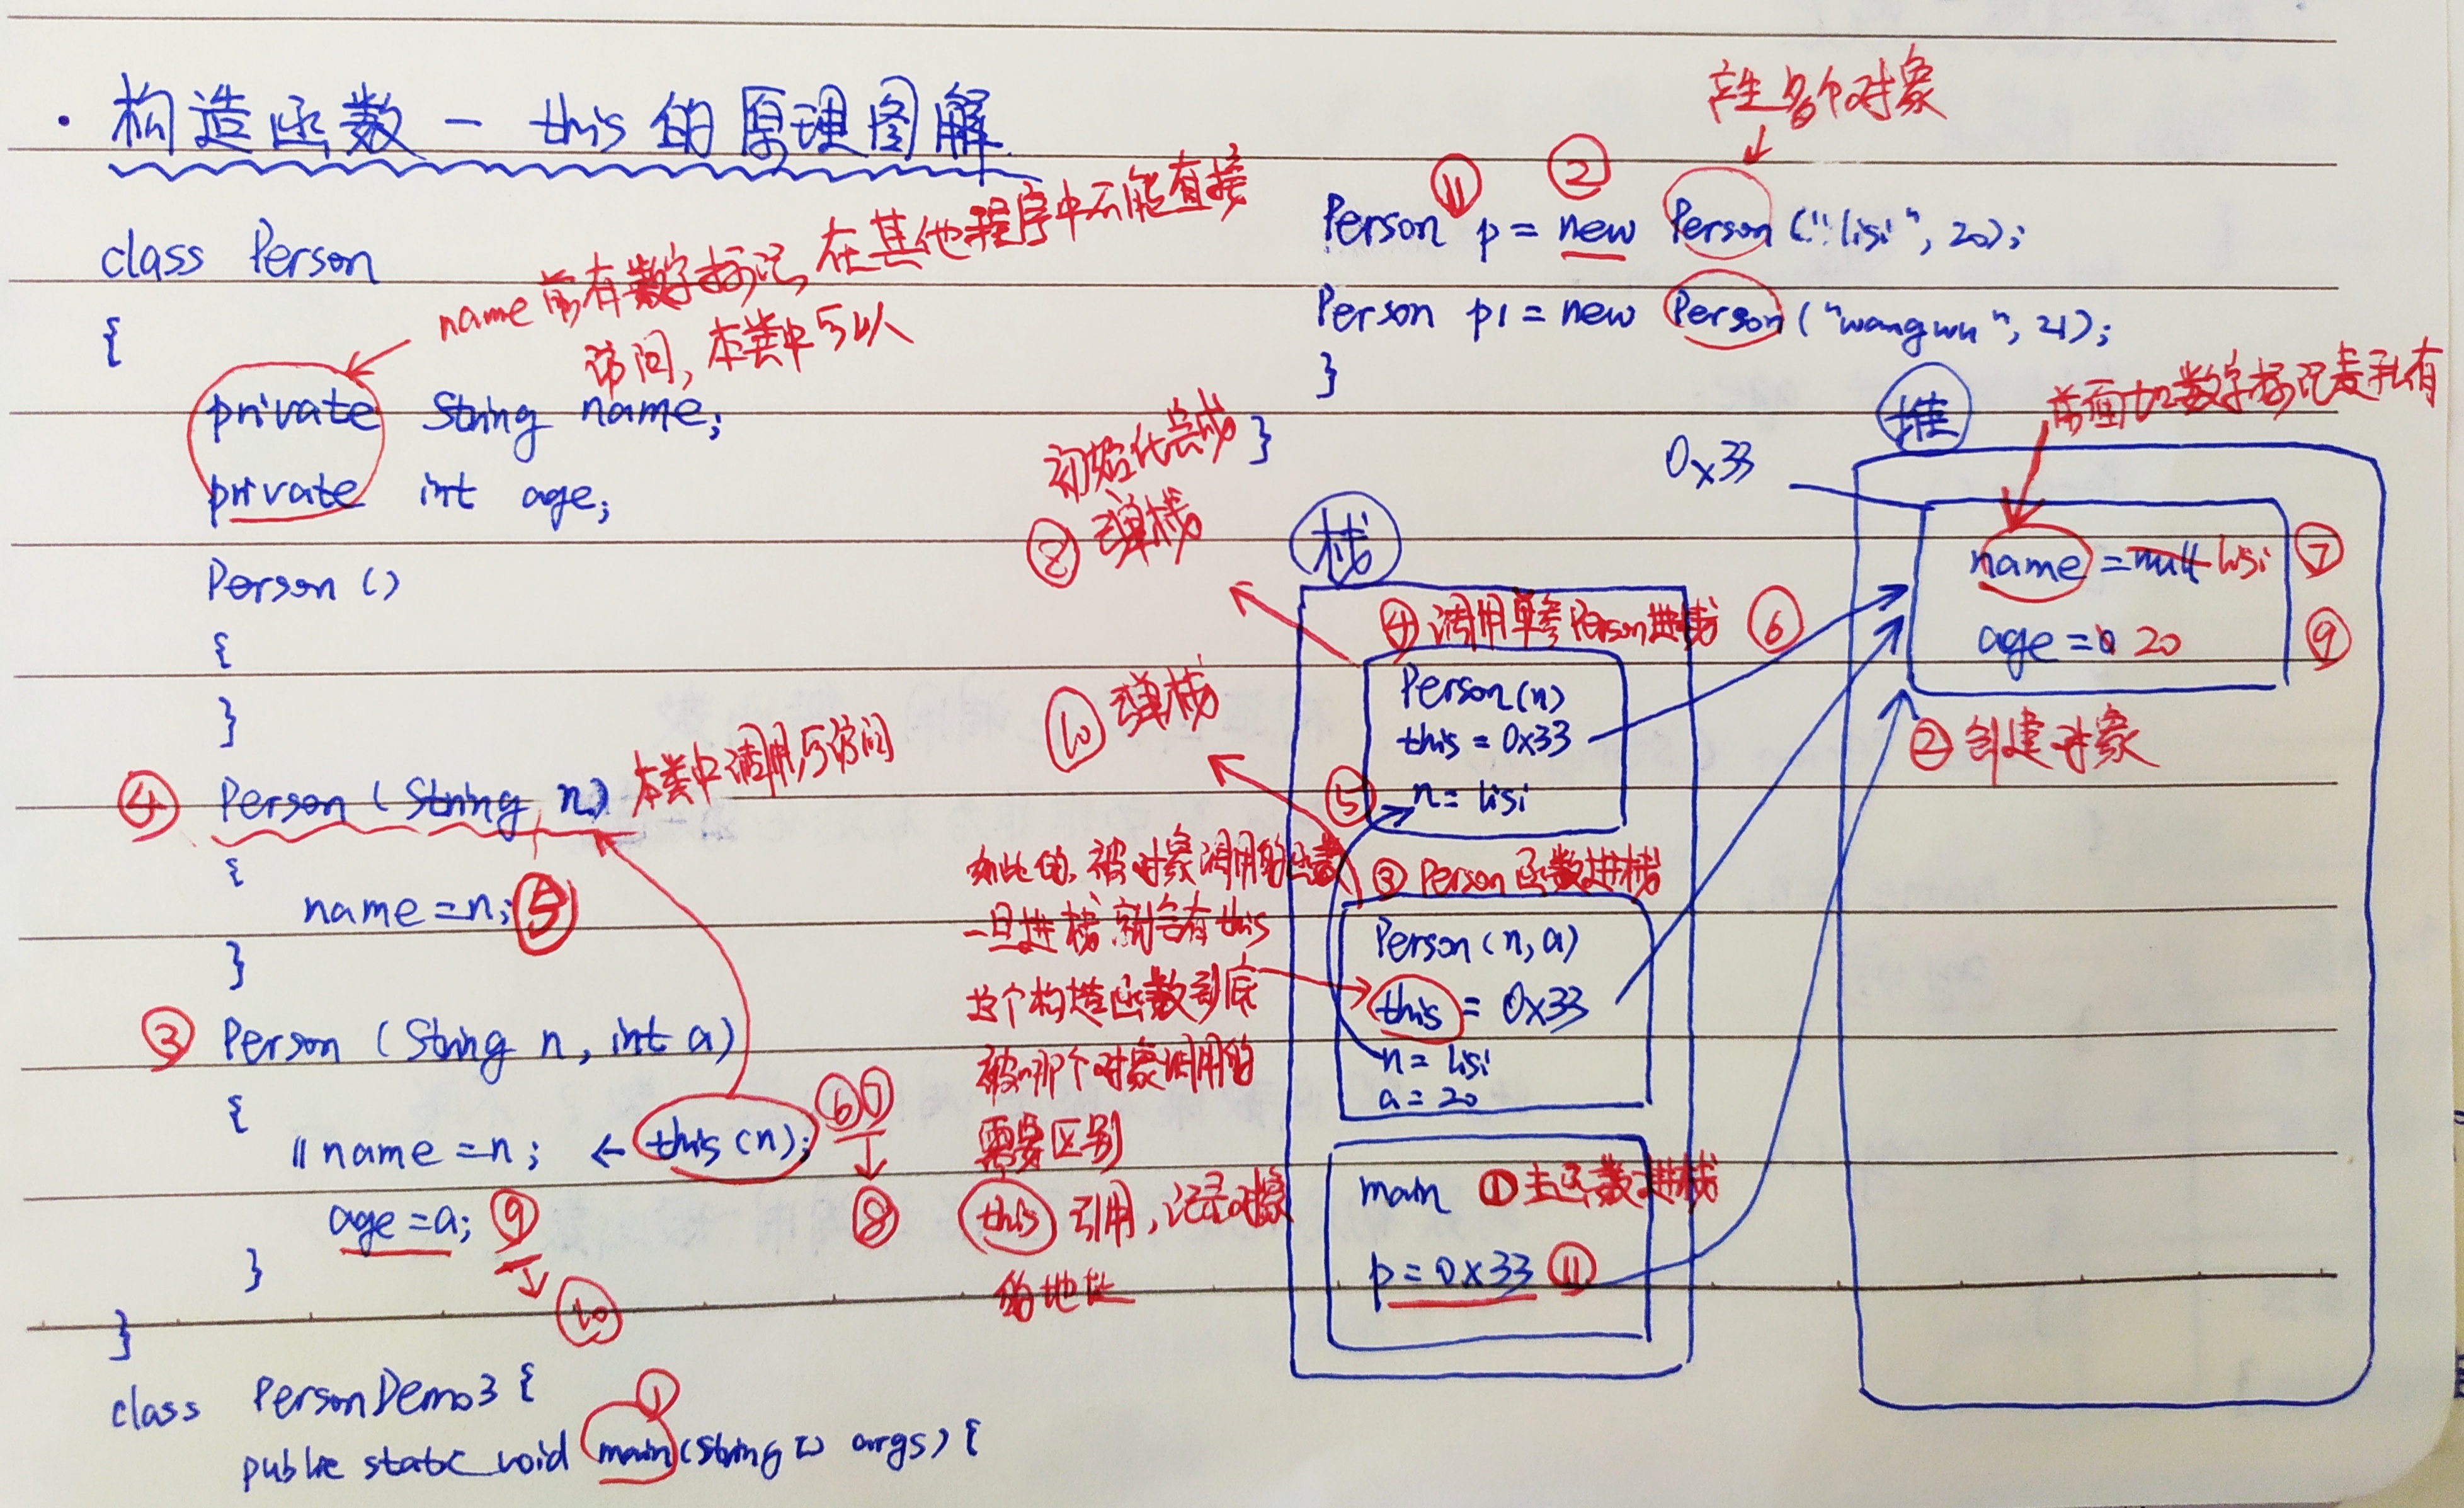 · 构造函数 - this 的原理图解
class Person
{
name 前有数字标记, 在其他程序中不能直接
访问, 本类中可以
private String name;
private int age;
Person ()
{
}
④ Person (String n) 本类中调用可访问
{
name = n; ⑤
}
③ Person (String n, int a)
{
// name = n; ← this (n); ⑥ ⑦
↓
⑧
age = a; ⑨
↓
⑩
}
}
class PersonDemo3 {
①
public static void main (String [] args) {
产生多个对象
↓
⑪ ②
Person p = new Person ("lisi", 20);
Person p1 = new Person ("wangwu", 21);
}
}
初始化完成
⑧ 弹栈
⑩ 弹栈
如此的, 被对象调用的函数
一旦进栈, 就会有 this
这个构造函数到底
被哪个对象调用的
需要区别
this 引用, 记录对象
的地址
栈
④ 调用单参 Person 进栈 ⑥
Person (n)
this = 0x33
⑤ n = lisi
③ Person 函数进栈
Person (n, a)
this = 0x33
n = lisi
a = 20
main ① 主函数进栈
p = 0x33 ⑪
堆
前面加数字标记表私有
0x33
name = null lisi ⑦
age = 0 20 ⑨
② 创建对象